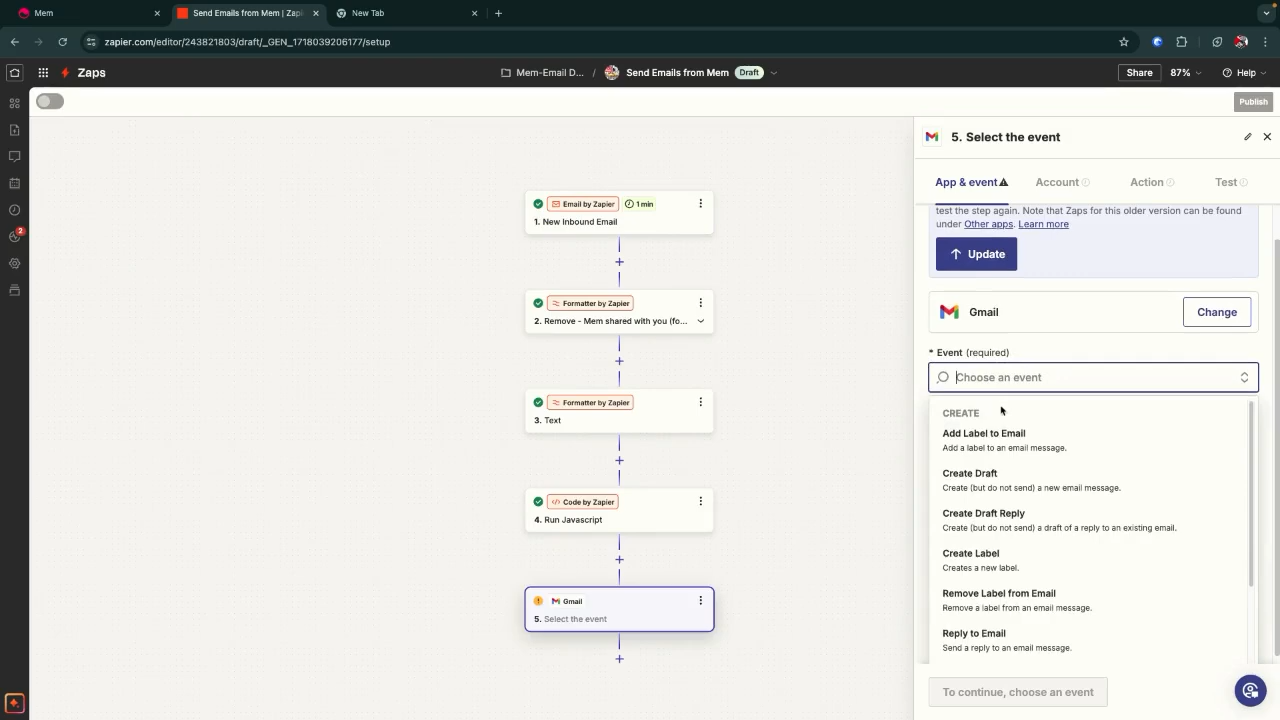 Mem
Send Emails from Mem | Zapi
New Tab
zapier.com/editor/243821803/draft/_GEN_1718039206177/setup
Zaps
Mem-Email D... / Send Emails from Mem Draft
Share
87%
Help
Publish
2
Email by Zapier
1 min
1. New Inbound Email
Formatter by Zapier
2. Remove - Mem shared with you (fo...
Formatter by Zapier
3. Text
Code by Zapier
4. Run Javascript
Gmail
5. Select the event
5. Select the event
App & event
Account
Action
Test
test the step again. Note that Zaps for this older version can be found
under Other apps. Learn more
Update
Gmail
Change
* Event (required)
Choose an event
CREATE
Add Label to Email
Add a label to an email message.
Create Draft
Create (but do not send) a new email message.
Create Draft Reply
Create (but do not send) a draft of a reply to an existing email.
Create Label
Creates a new label.
Remove Label from Email
Remove a label from an email message.
Reply to Email
Send a reply to an email message.
To continue, choose an event